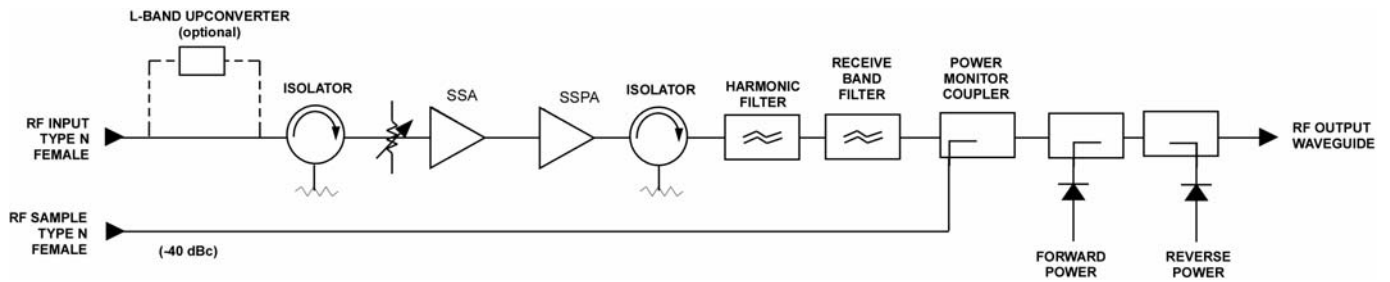 L-BAND UPCONVERTER
(optional)
RF INPUT
TYPE N
FEMALE
ISOLATOR
SSA
SSPA
ISOLATOR
HARMONIC
FILTER
RECEIVE
BAND
FILTER
POWER
MONITOR
COUPLER
RF OUTPUT
WAVEGUIDE
RF SAMPLE
TYPE N
FEMALE
(-40 dBc)
FORWARD
POWER
REVERSE
POWER